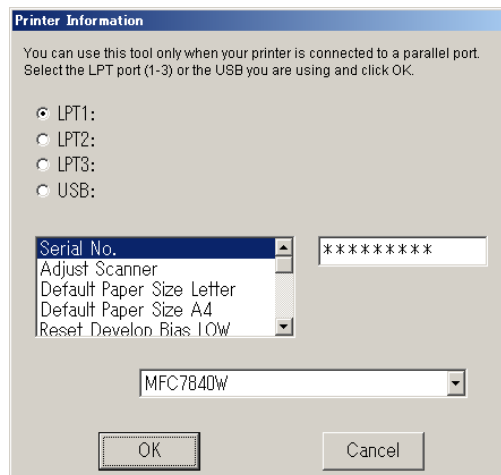 Printer Information
You can use this tool only when your printer is connected to a parallel port.
Select the LPT port (1-3) or the USB you are using and click OK.
LPT1:
LPT2:
LPT3:
USB:
Serial No.
*********
Adjust Scanner
Default Paper Size Letter
Default Paper Size A4
Reset Develop Bias LOW
MFC7840W
OK
Cancel